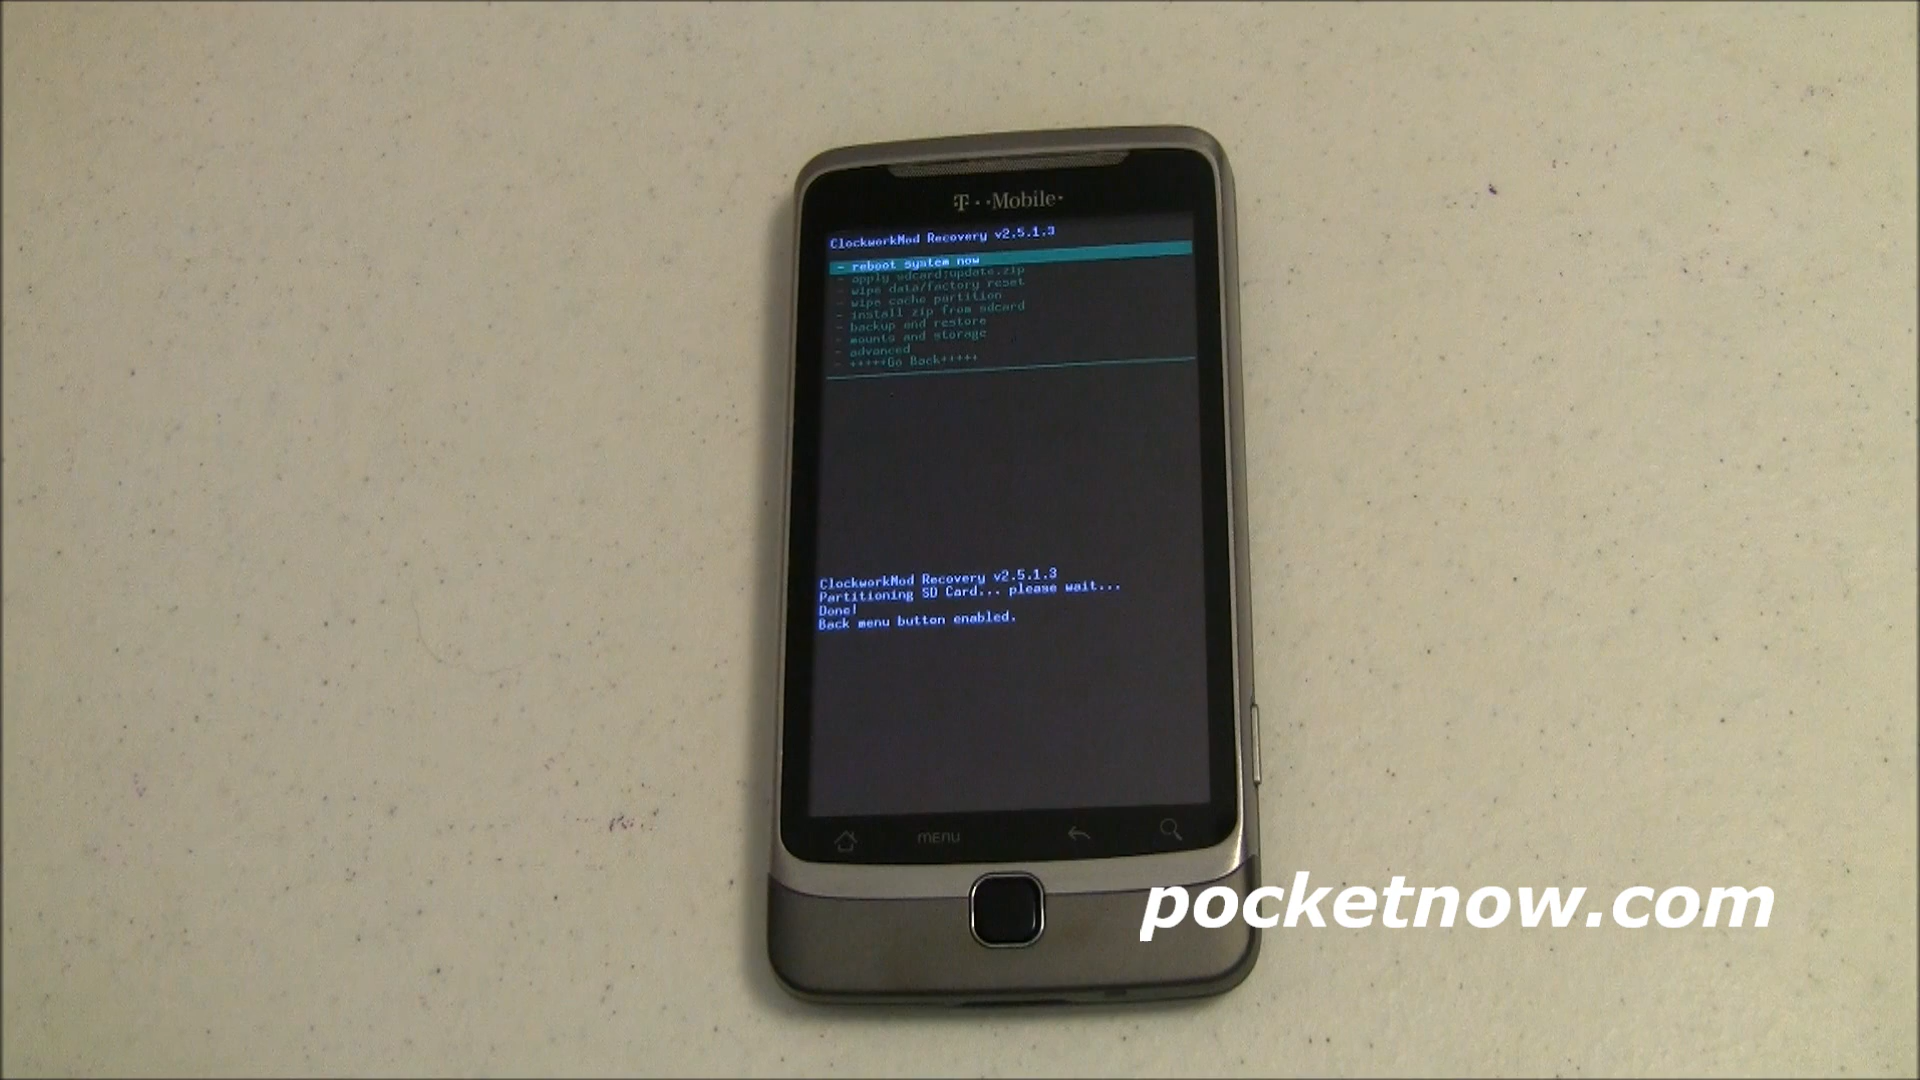 T··Mobile·
ClockworkMod Recovery v2.5.1.3
- reboot system now
- apply sdcard:update.zip
- wipe data/factory reset
- wipe cache partition
- install zip from sdcard
- backup and restore
- mounts and storage
- advanced
- +++++Go Back+++++
ClockworkMod Recovery v2.5.1.3
Partitioning SD Card... please wait...
Done!
Back menu button enabled.
MENU
pocketnow.com